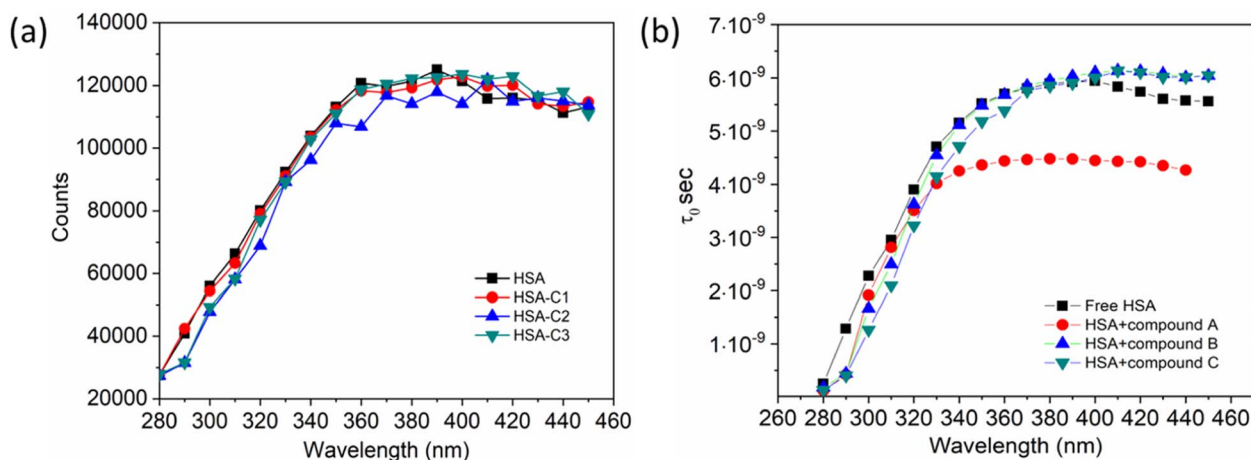 (a)
140000
120000
100000
80000
60000
40000
20000
Counts
HSA
HSA-C1
HSA-C2
HSA-C3
280 300 320 340 360 380 400 420 440 460
Wavelength (nm)
(b)
7·10⁻⁹
6·10⁻⁹
5·10⁻⁹
4·10⁻⁹
3·10⁻⁹
2·10⁻⁹
1·10⁻⁹
τ₀ sec
Free HSA
HSA+compound A
HSA+compound B
HSA+compound C
260 280 300 320 340 360 380 400 420 440 460
Wavelength (nm)